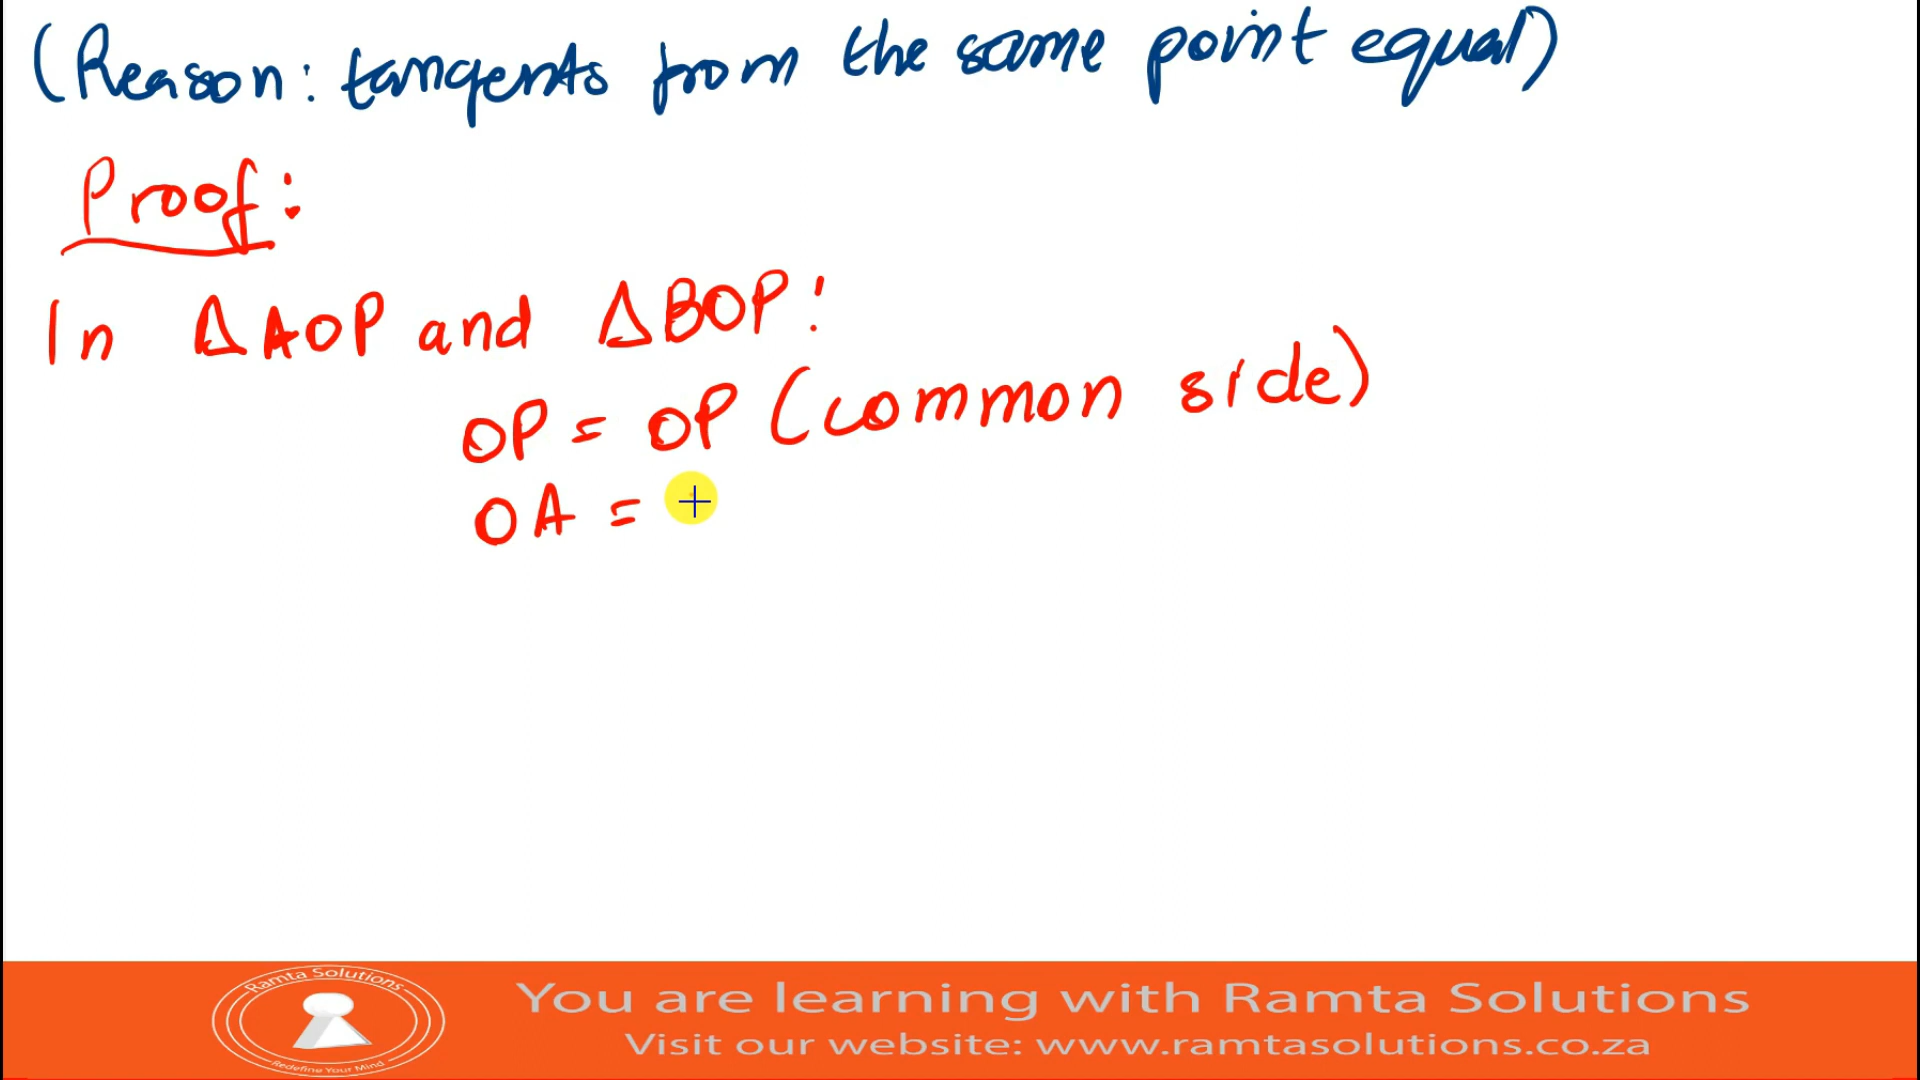 (Reason: tangents from the same point equal)
Proof:
In ΔAOP and ΔBOP:
OP = OP (common side)
OA =
Ramta Solutions
Redefine Your Mind
You are learning with Ramta Solutions
Visit our website: www.ramtasolutions.co.za